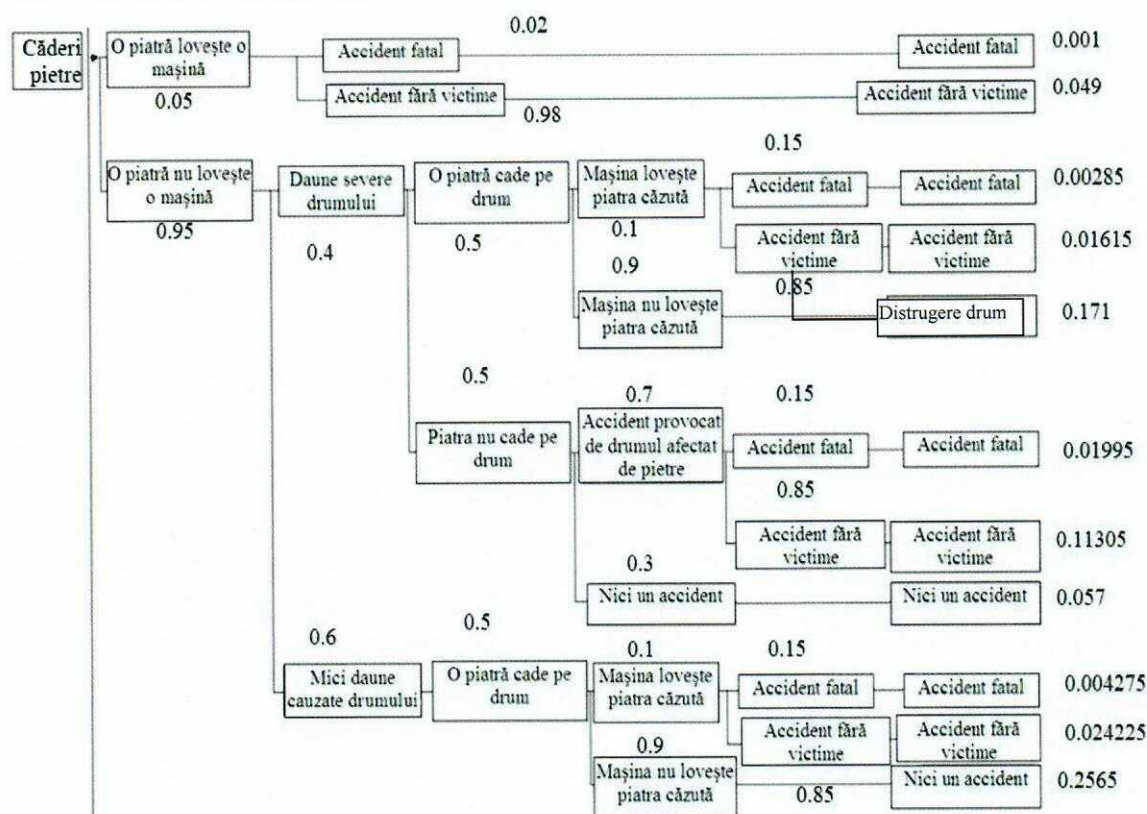 0.02
Căderi
pietre
O piatră lovește o
mașină
0.05
Accident fatal
Accident fatal
0.001
Accident fără victime
0.98
Accident fără victime
0.049
0.15
O piatră nu lovește
o mașină
0.95
Daune severe
drumului
0.4
O piatră cade pe
drum
0.5
Mașina lovește
piatra căzută
0.1
Accident fatal
Accident fatal
0.00285
Accident fără
victime
0.85
Accident fără
victime
0.01615
0.9
Mașina nu lovește
piatra căzută
Distrugere drum
0.171
0.5
0.7
0.15
Piatra nu cade pe
drum
Accident provocat
de drumul afectat
de pietre
Accident fatal
Accident fatal
0.01995
0.85
Accident fără
victime
Accident fără
victime
0.11305
0.3
Nici un accident
Nici un accident
0.057
0.6
0.5
0.1
0.15
Mici daune
cauzate drumului
O piatră cade pe
drum
Mașina lovește
piatra căzută
Accident fatal
Accident fatal
0.004275
Accident fără
victime
Accident fără
victime
0.024225
0.9
Mașina nu lovește
piatra căzută
0.85
Nici un accident
0.2565